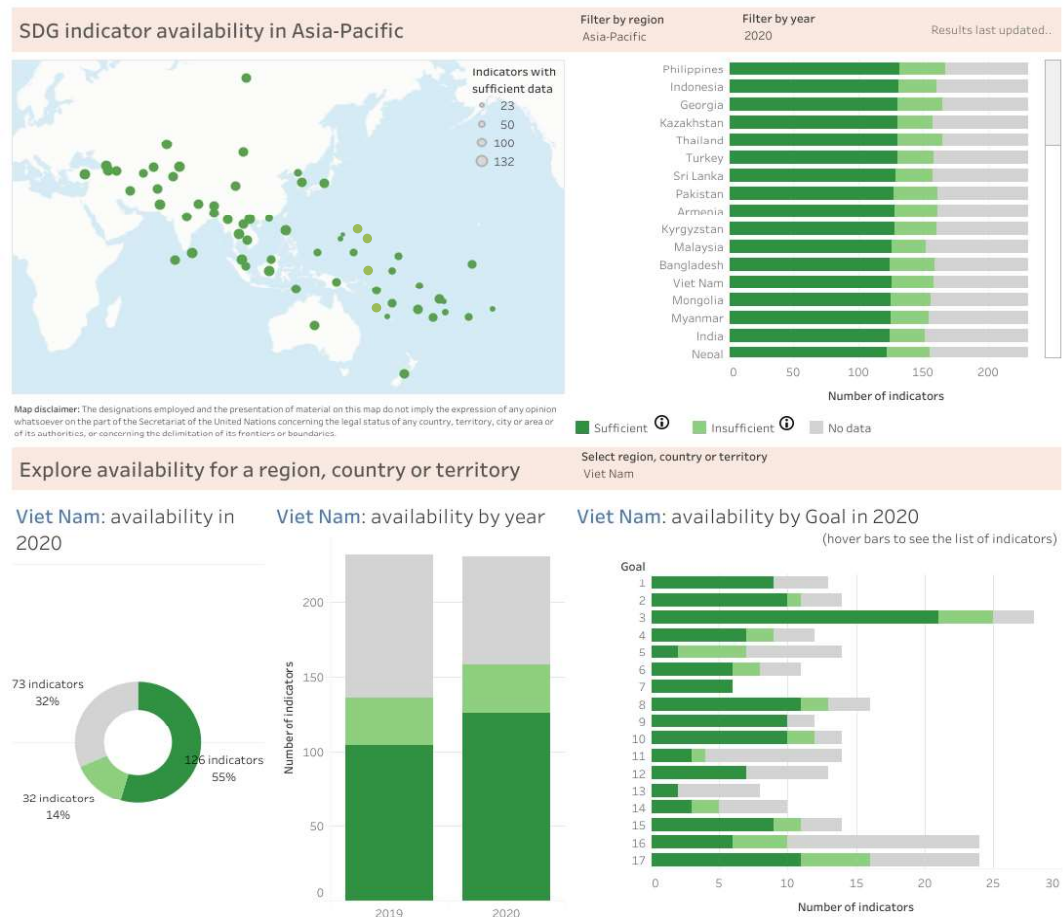 SDG indicator availability in Asia-Pacific
Filter by region
Asia-Pacific
Filter by year
2020
Results last updated..
Indicators with
sufficient data
23
50
100
132
Map disclaimer: The designations employed and the presentation of material on this map do not imply the expression of any opinion
whatsoever on the part of the Secretariat of the United Nations concerning the legal status of any country, territory, city or area or
of its authorities, or concerning the delimitation of its frontiers or boundaries.
Philippines
Indonesia
Georgia
Kazakhstan
Thailand
Turkey
Sri Lanka
Pakistan
Armenia
Kyrgyzstan
Malaysia
Bangladesh
Viet Nam
Mongolia
Myanmar
India
Nepal
0 50 100 150 200
Number of indicators
Sufficient Insufficient No data
Explore availability for a region, country or territory
Select region, country or territory
Viet Nam
Viet Nam: availability in
2020
73 indicators
32%
126 indicators
55%
32 indicators
14%
Viet Nam: availability by year
Number of indicators
200
150
100
50
0
2019 2020
Viet Nam: availability by Goal in 2020
(hover bars to see the list of indicators)
Goal
1
2
3
4
5
6
7
8
9
10
11
12
13
14
15
16
17
0 5 10 15 20 25 30
Number of indicators